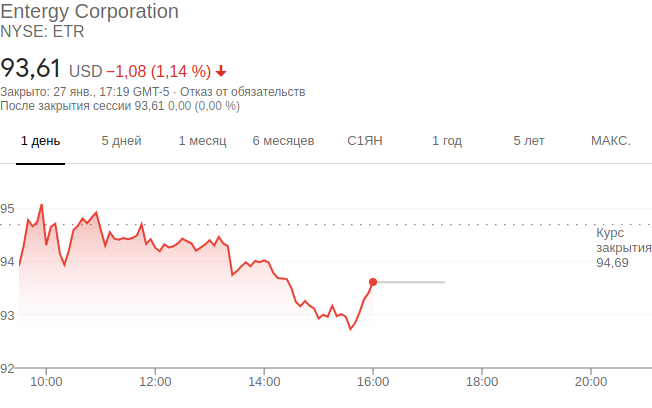 Entergy Corporation
NYSE: ETR
93,61 USD −1,08 (1,14 %)
Закрыто: 27 янв., 17:19 GMT-5 · Отказ от обязательств
После закрытия сессии 93,61 0,00 (0,00 %)
1 день 5 дней 1 месяц 6 месяцев С1ЯН 1 год 5 лет МАКС.
95
Курс
закрытия
94,69
94
93
92
10:00 12:00 14:00 16:00 18:00 20:00